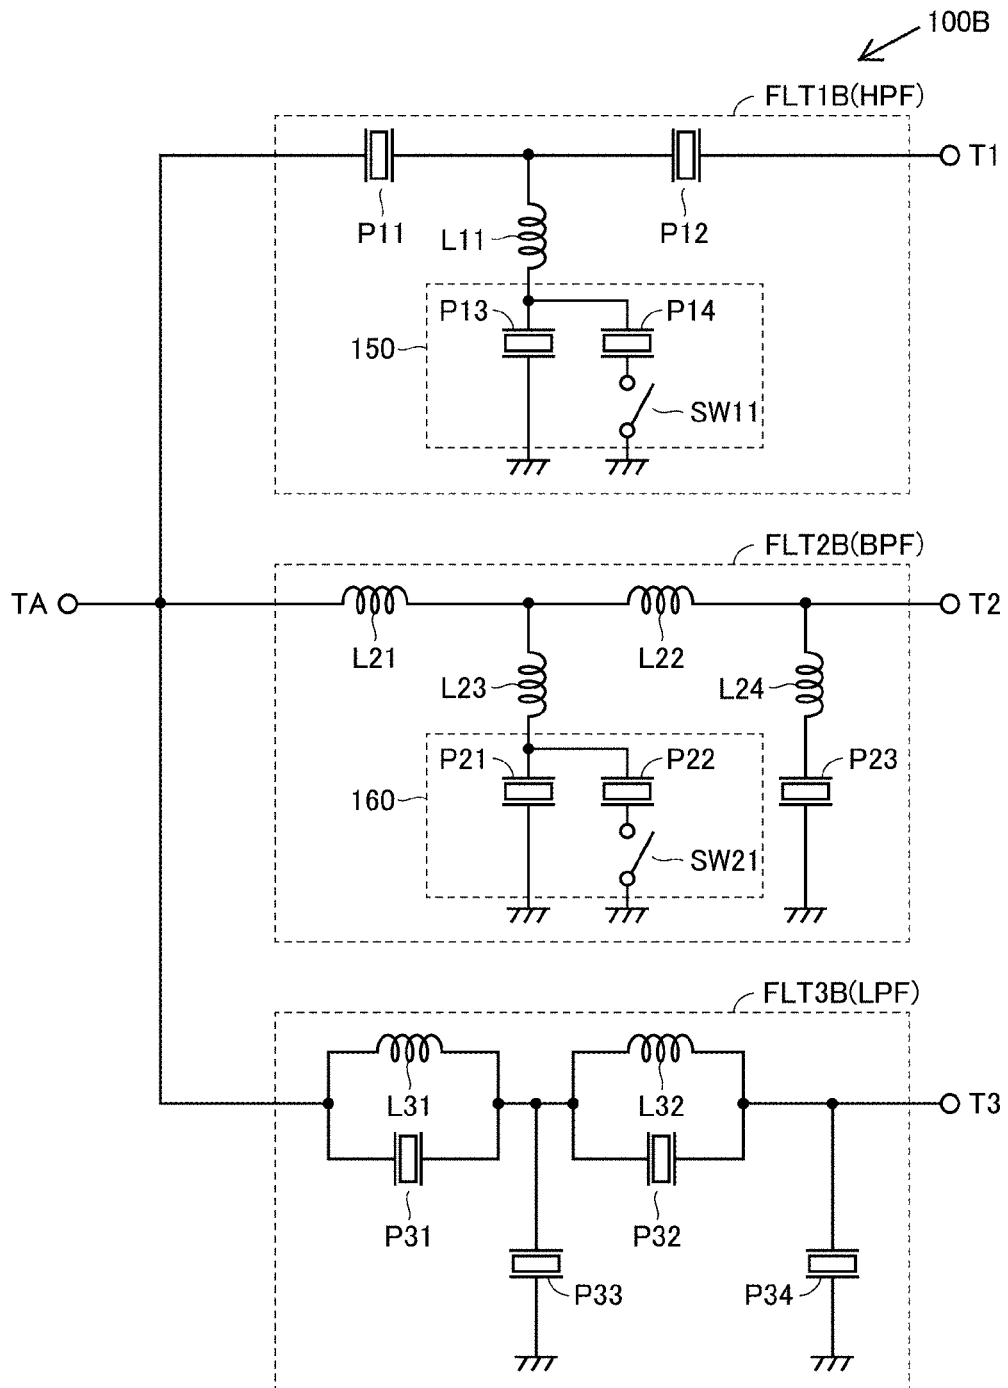 100B
FLT1B(HPF)
T1
P11
P12
L11
P13
P14
150
SW11
FLT2B(BPF)
TA
T2
L21
L22
L23
L24
P21
P22
P23
160
SW21
FLT3B(LPF)
L31
L32
T3
P31
P32
P33
P34